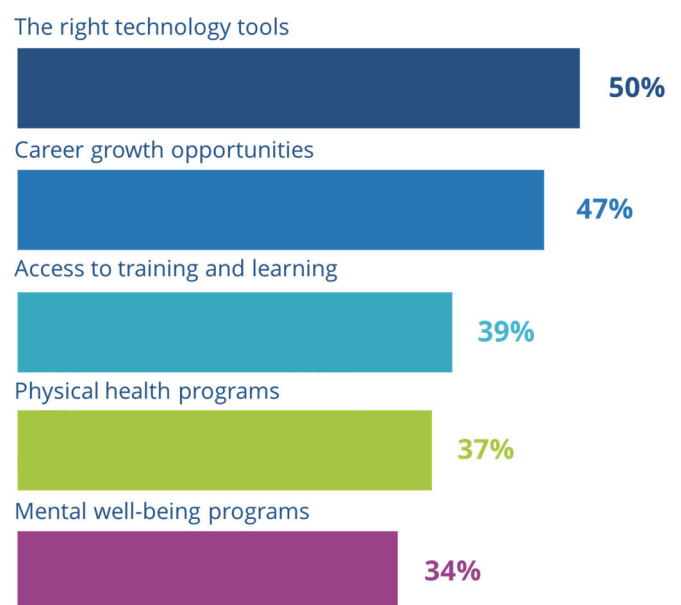 The right technology tools
50%
Career growth opportunities
47%
Access to training and learning
39%
Physical health programs
37%
Mental well-being programs
34%